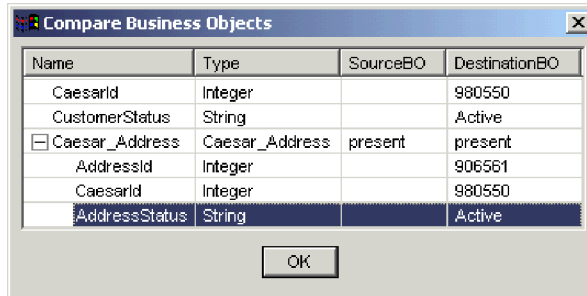 Compare Business Objects
Name Type SourceBO DestinationBO
CaesarId Integer 980550
CustomerStatus String Active
Caesar_Address Caesar_Address present present
AddressId Integer 906561
CaesarId Integer 980550
AddressStatus String Active
OK